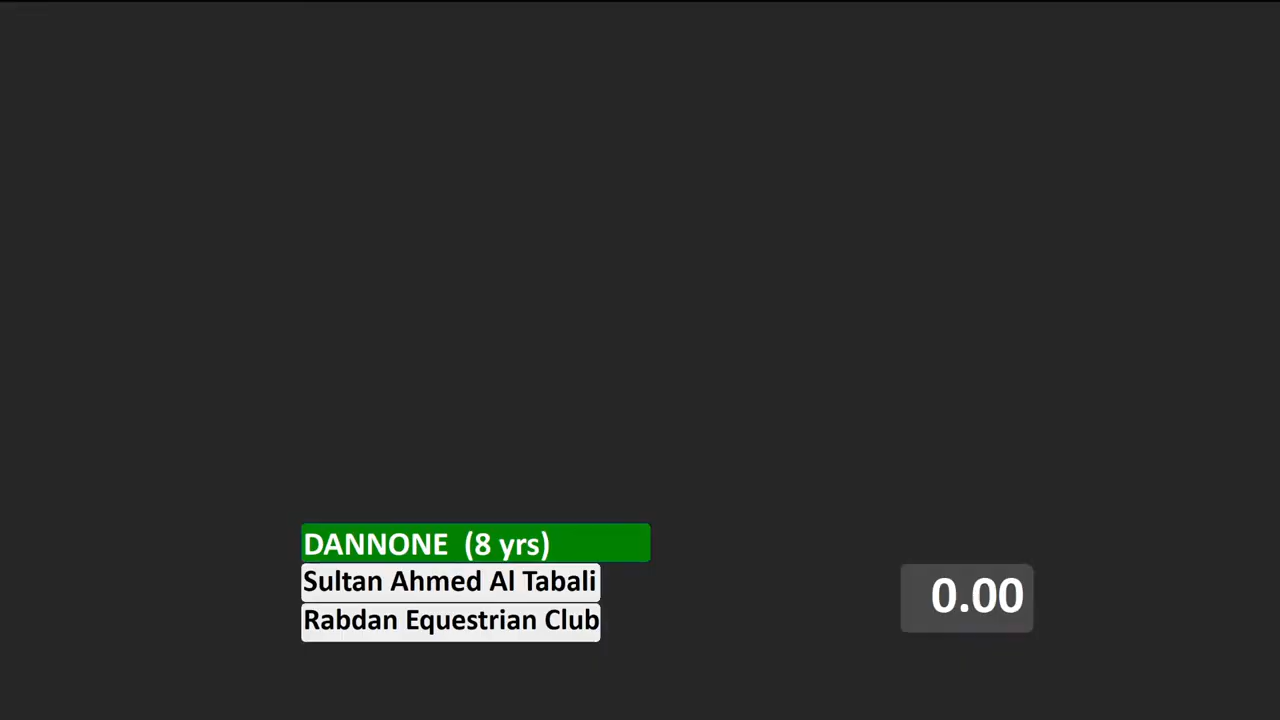 DANNONE (8 yrs)
Sultan Ahmed Al Tabali
Rabdan Equestrian Club
0.00